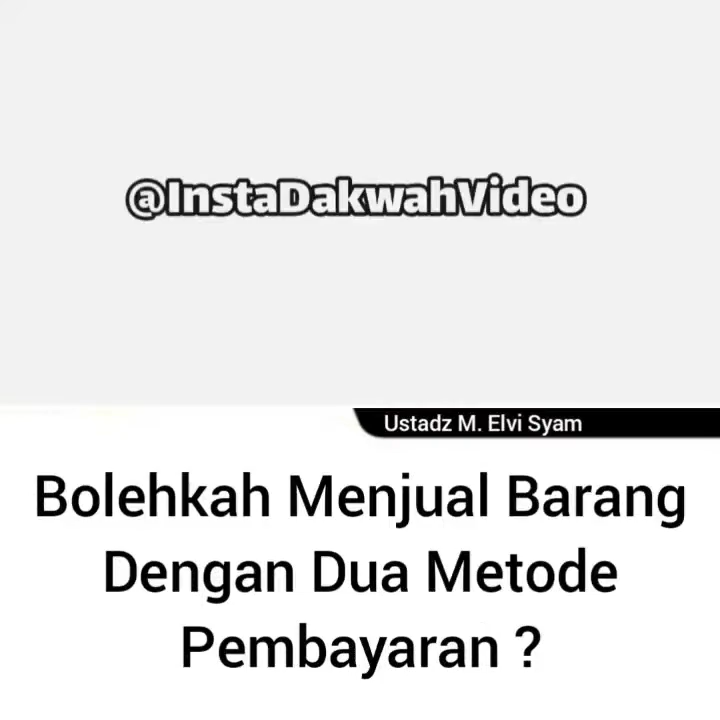 @InstaDakwahVideo
Ustadz M. Elvi Syam
Bolehkah Menjual Barang
Dengan Dua Metode
Pembayaran ?